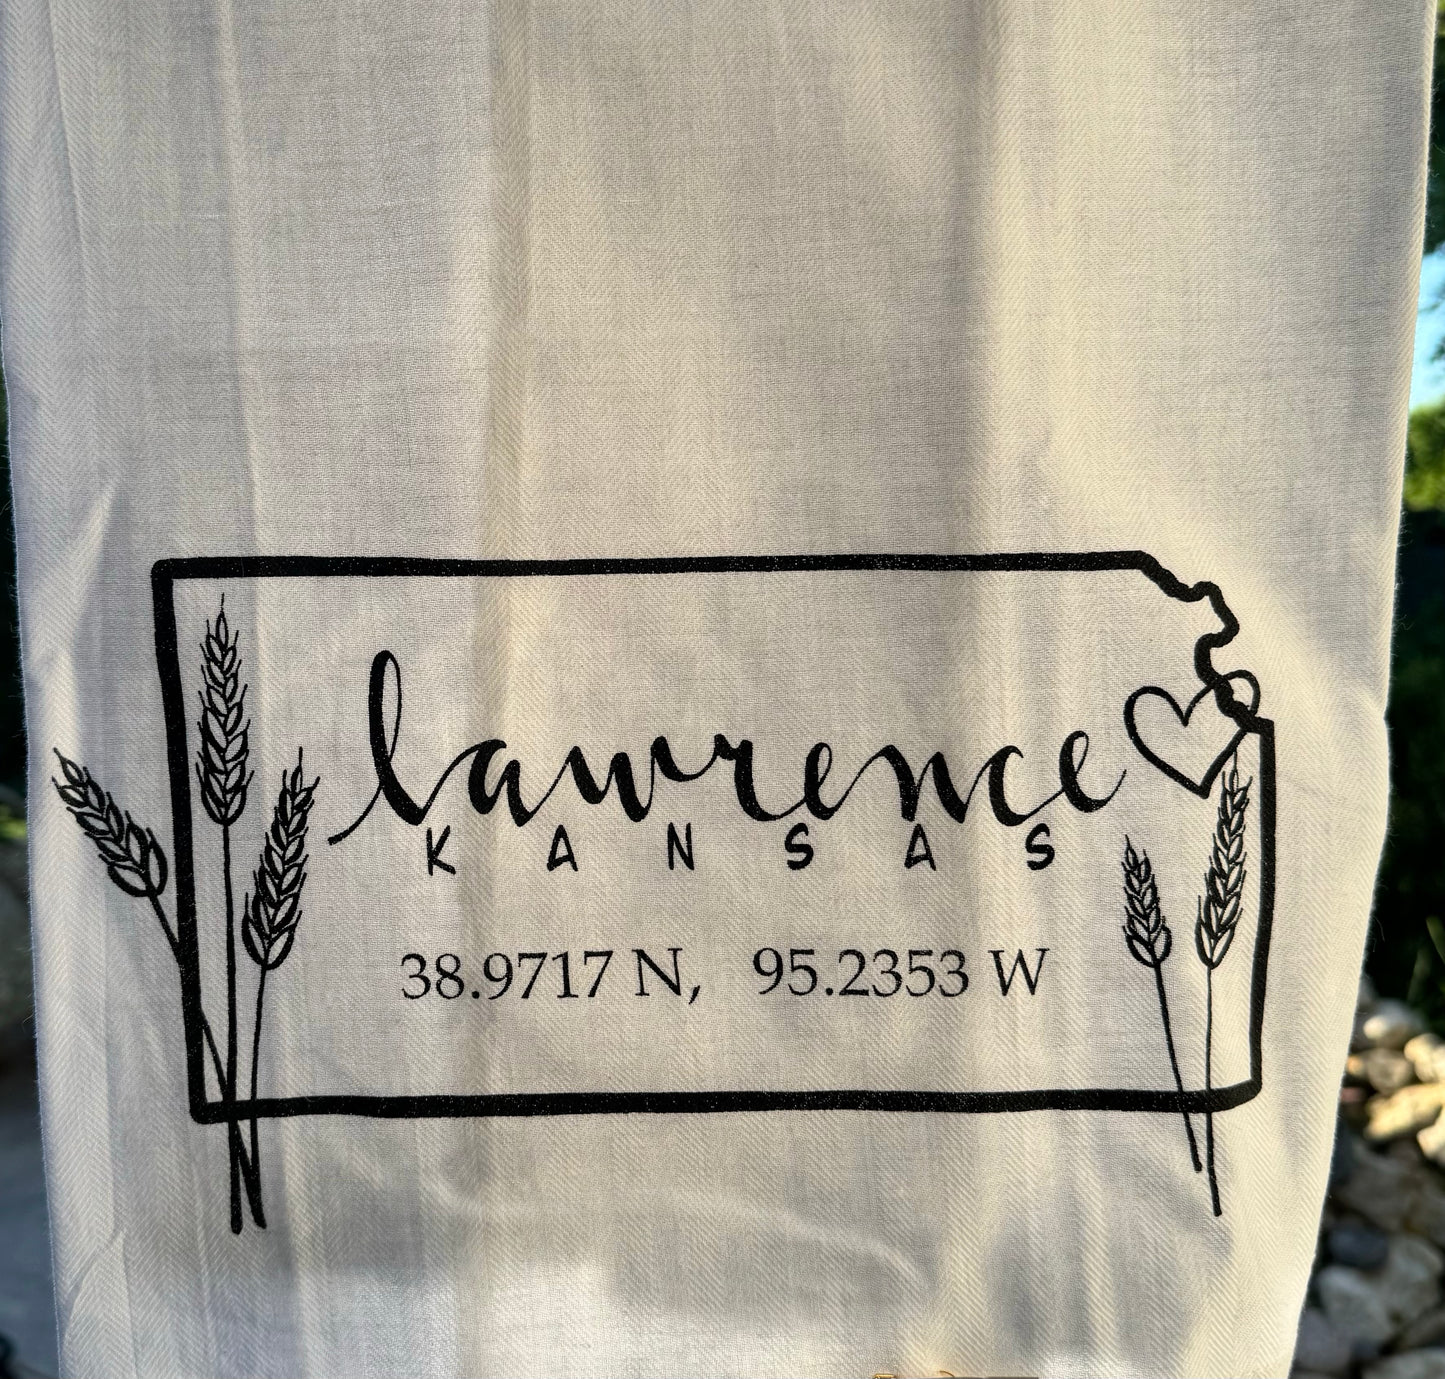 lawrence
KANSAS
38.9717 N, 95.2353 W